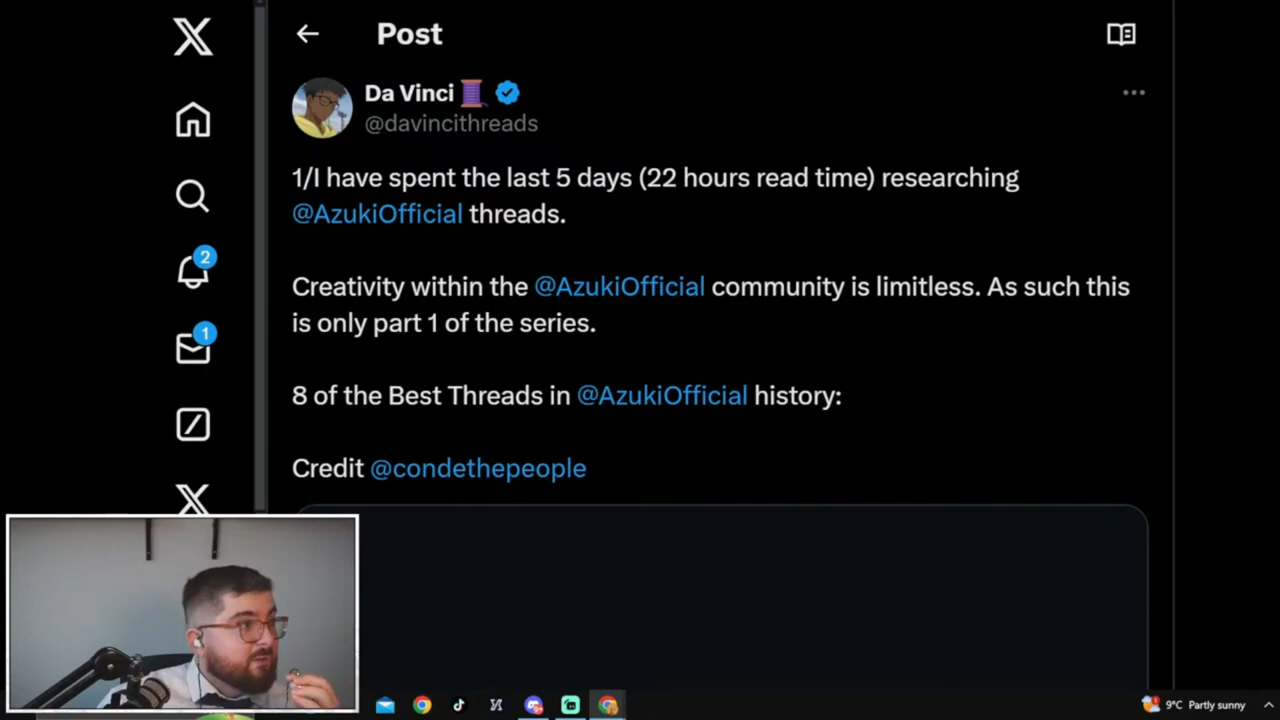 Post
Da Vinci
@davincithreads
1/I have spent the last 5 days (22 hours read time) researching
@AzukiOfficial threads.
Creativity within the @AzukiOfficial community is limitless. As such this
is only part 1 of the series.
8 of the Best Threads in @AzukiOfficial history:
Credit @condethepeople
2
1
9°C Partly sunny